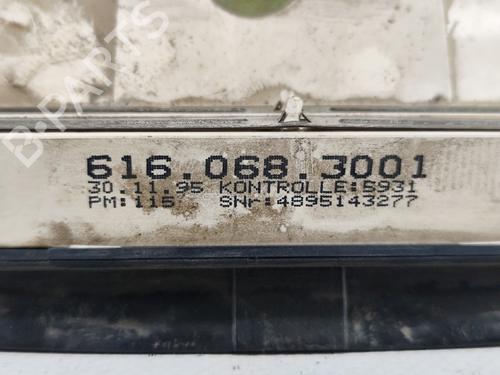 616.068.3001
30.11.95 KONTROLLE:5931
PM:115 SNr:4895143277
B-PARTS